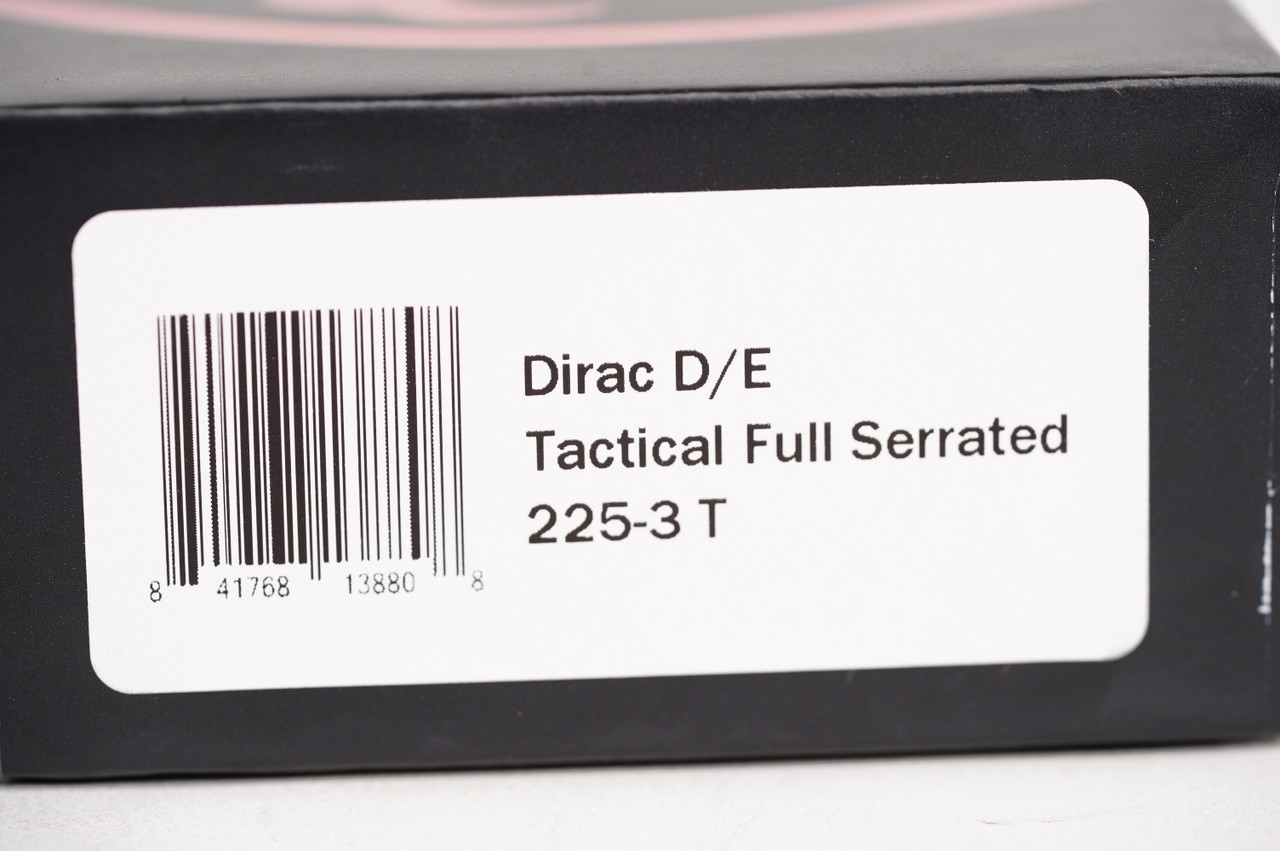 Dirac D/E
Tactical Full Serrated
225-3 T
8 41768 13880 8